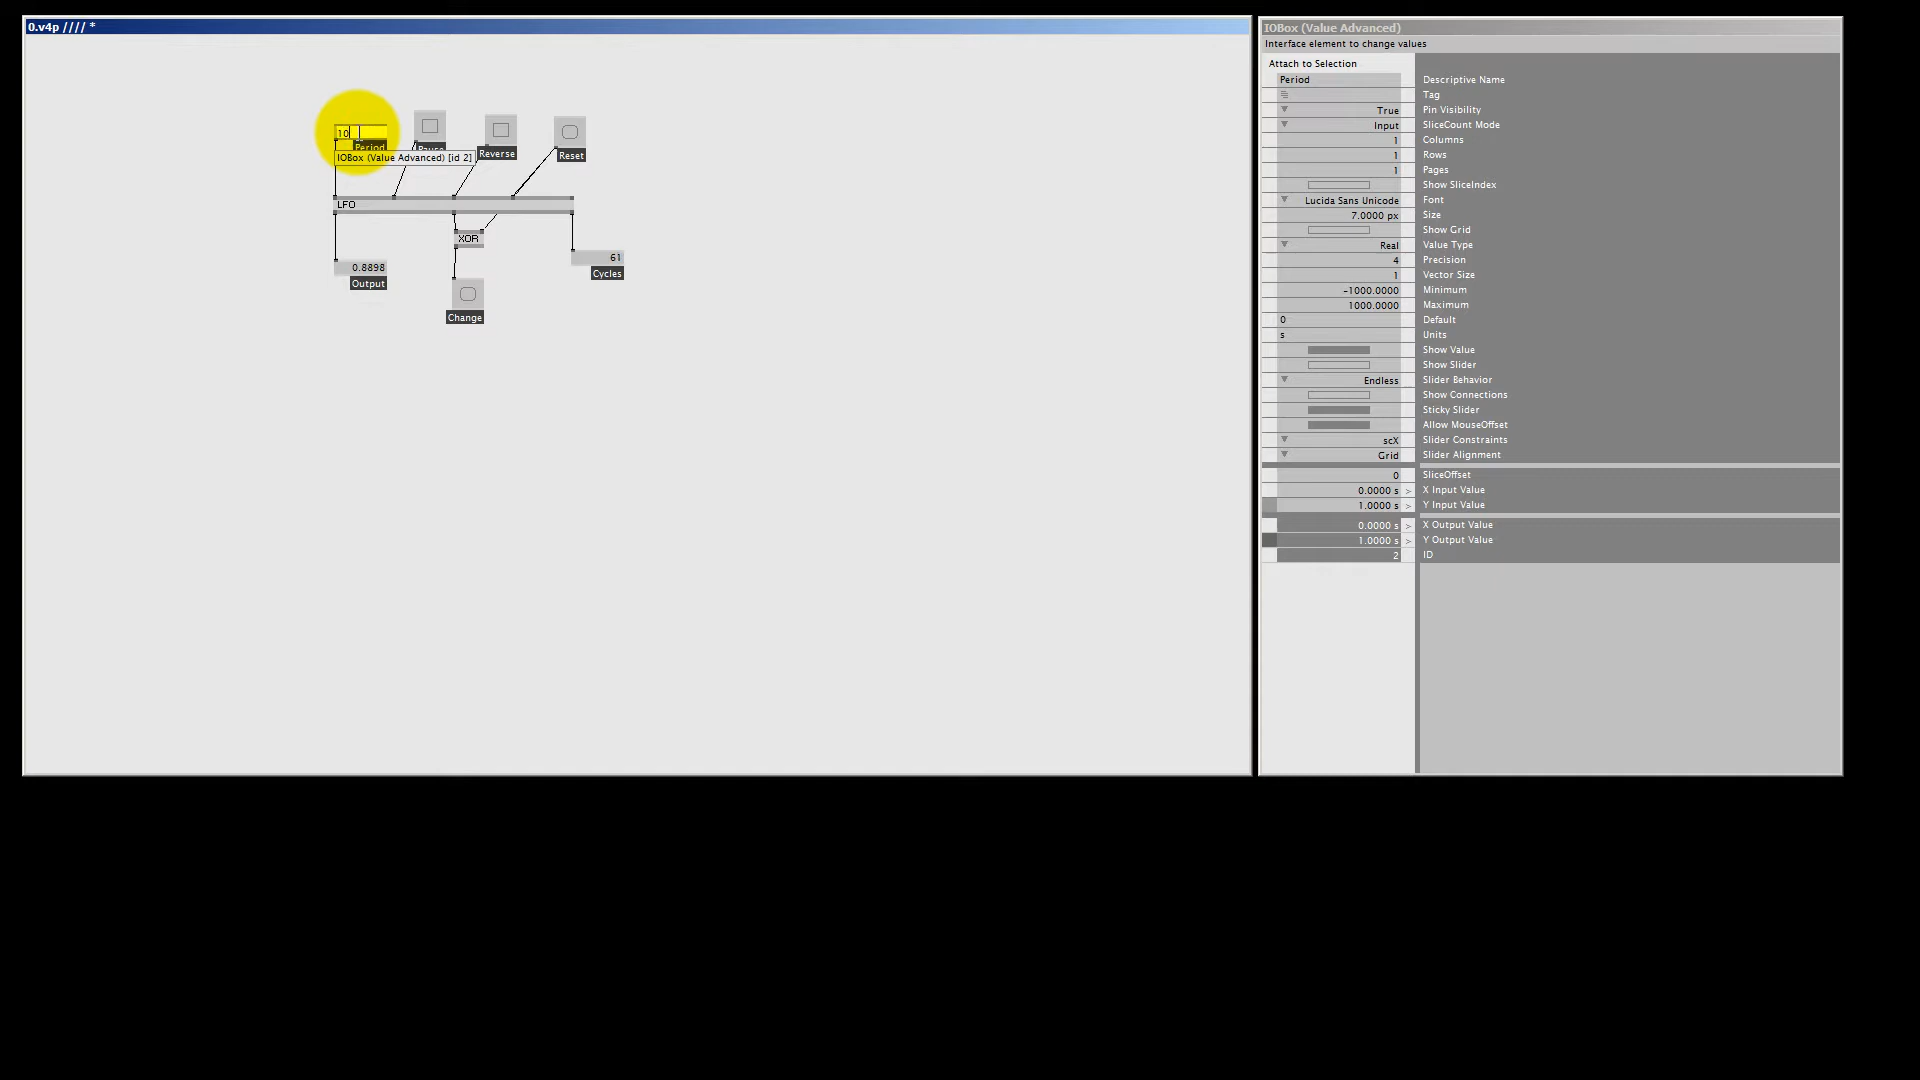 0.v4p //// *
10
Period
IOBox (Value Advanced) [id 2]
Pause
Reverse
Reset
LFO
XOR
61
Cycles
0.8898
Output
Change
IOBox (Value Advanced)
Interface element to change values
Attach to Selection
Period Descriptive Name
Tag
True Pin Visibility
Input SliceCount Mode
1 Columns
1 Rows
1 Pages
Show SliceIndex
Lucida Sans Unicode Font
7.0000 px Size
Show Grid
Real Value Type
4 Precision
1 Vector Size
-1000.0000 Minimum
1000.0000 Maximum
0 Default
s Units
Show Value
Show Slider
Endless Slider Behavior
Show Connections
Sticky Slider
Allow MouseOffset
scX Slider Constraints
Grid Slider Alignment
0 SliceOffset
0.0000 s > X Input Value
1.0000 s > Y Input Value
0.0000 s > X Output Value
1.0000 s > Y Output Value
2 ID